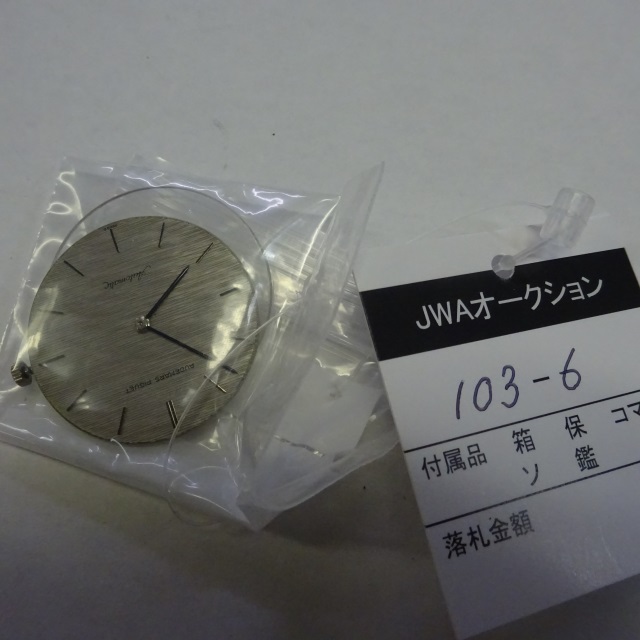 JWAオークション
103-6
付属品 箱 保 コマ
ソ 鑑
落札金額